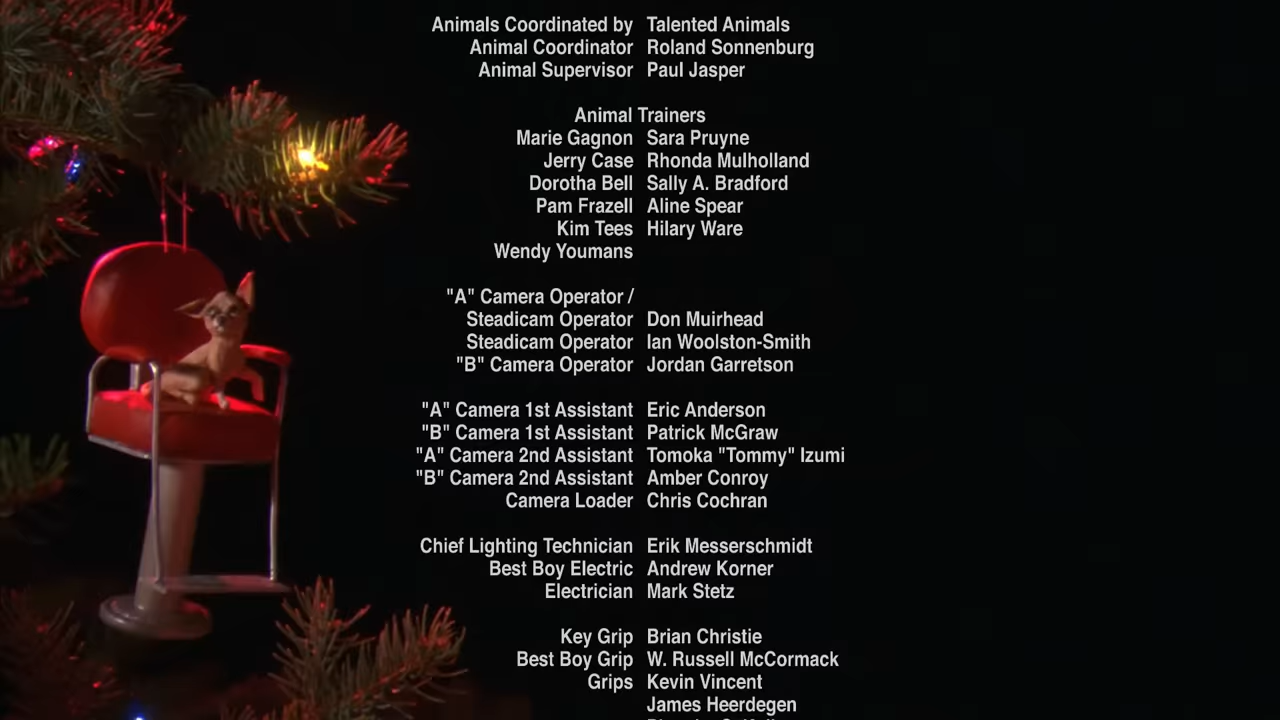 Animals Coordinated by Talented Animals
Animal Coordinator Roland Sonnenburg
Animal Supervisor Paul Jasper
Animal Trainers
Marie Gagnon Sara Pruyne
Jerry Case Rhonda Mulholland
Dorotha Bell Sally A. Bradford
Pam Frazell Aline Spear
Kim Tees Hilary Ware
Wendy Youmans
"A" Camera Operator /
Steadicam Operator Don Muirhead
Steadicam Operator Ian Woolston-Smith
"B" Camera Operator Jordan Garretson
"A" Camera 1st Assistant Eric Anderson
"B" Camera 1st Assistant Patrick McGraw
"A" Camera 2nd Assistant Tomoka "Tommy" Izumi
"B" Camera 2nd Assistant Amber Conroy
Camera Loader Chris Cochran
Chief Lighting Technician Erik Messerschmidt
Best Boy Electric Andrew Korner
Electrician Mark Stetz
Key Grip Brian Christie
Best Boy Grip W. Russell McCormack
Grips Kevin Vincent
James Heerdegen